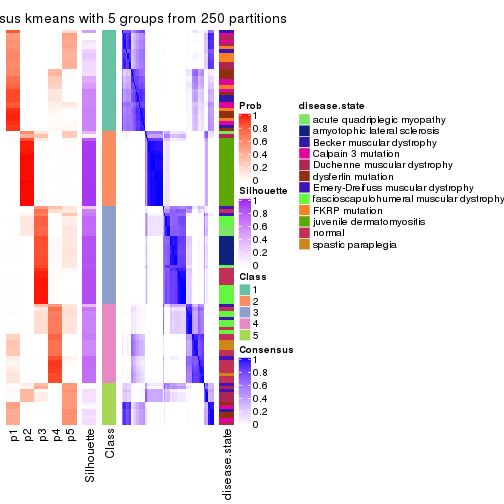 sus kmeans with 5 groups from 250 partitions
p1
p2
p3
p4
p5
Silhouette
Class
disease.state
Prob
1
0.8
0.6
0.4
0.2
0
Silhouette
1
0.8
0.6
0.4
0.2
0
Class
1
2
3
4
5
Consensus
1
0.8
0.6
0.4
0.2
0
disease.state
acute quadriplegic myopathy
amyotophic lateral sclerosis
Becker muscular dystrophy
Calpain 3 mutation
Duchenne muscular dystrophy
dysferlin mutation
Emery-Dreifuss muscular dystrophy
fascioscapulohumeral muscular dystrophy
FKRP mutation
juvenile dermatomyositis
normal
spastic paraplegia